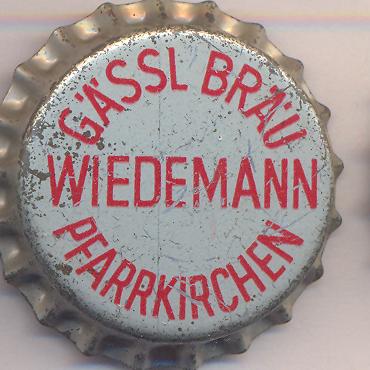 GÄSSL BRÄU
WIEDEMANN
PFARRKIRCHEN